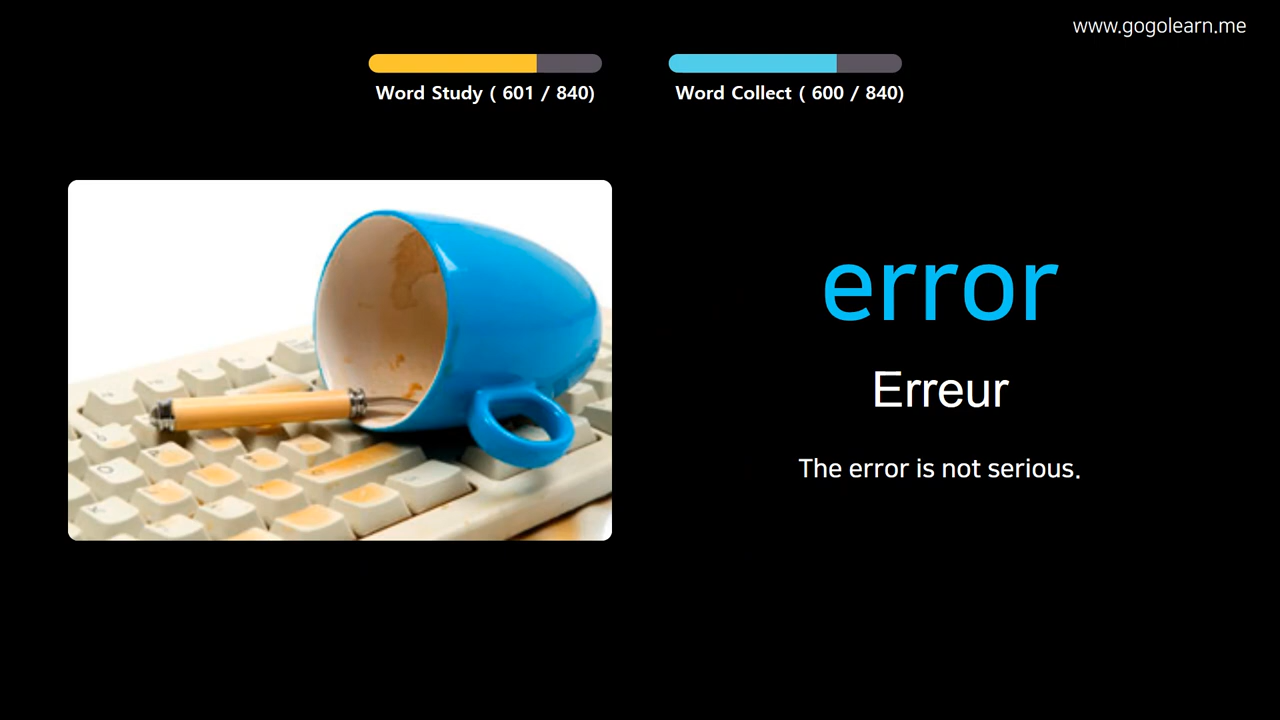 www.gogolearn.me
Word Study ( 601 / 840)
Word Collect ( 600 / 840)
error
Erreur
The error is not serious.